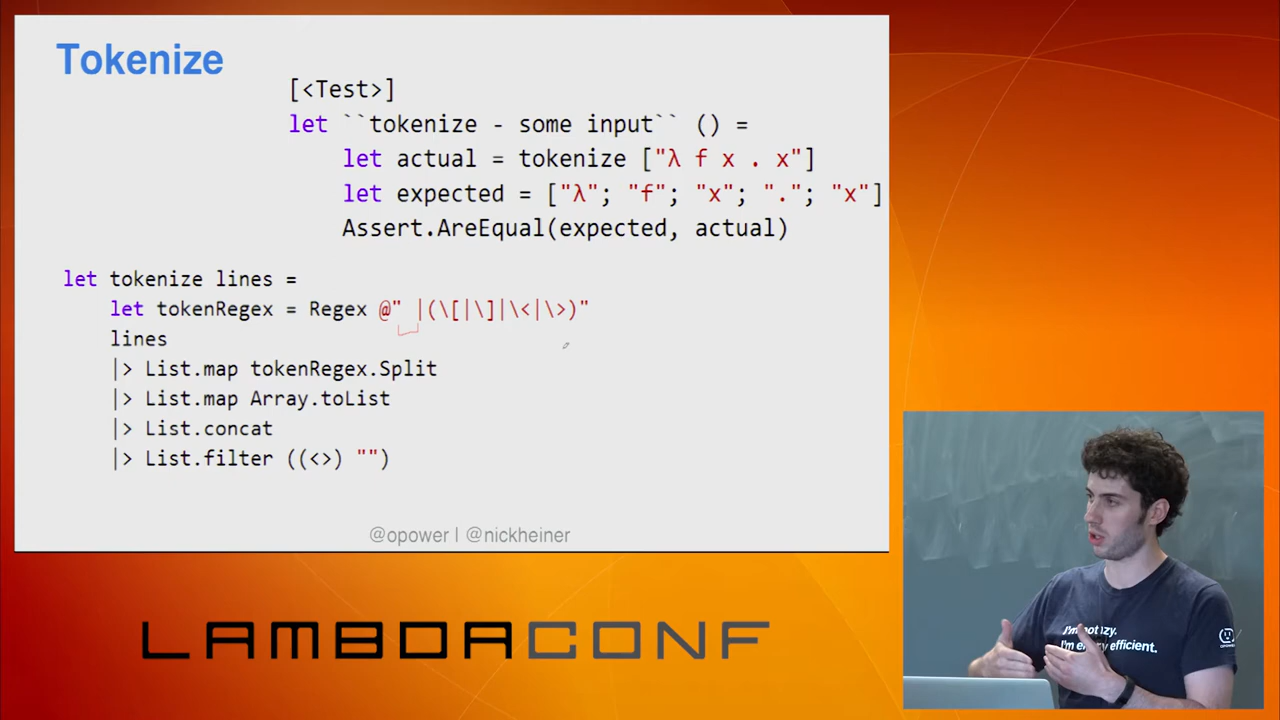 Tokenize
[<Test>]
let ``tokenize - some input`` () =
let actual = tokenize ["λ f x . x"]
let expected = ["λ"; "f"; "x"; "."; "x"]
Assert.AreEqual(expected, actual)
let tokenize lines =
let tokenRegex = Regex @" |(\[|\]|\<|\>)"
lines
|> List.map tokenRegex.Split
|> List.map Array.toList
|> List.concat
|> List.filter ((<>) "")
@opower | @nickheiner
LAMBDACONF
I'm not lazy.
I'm energy efficient.